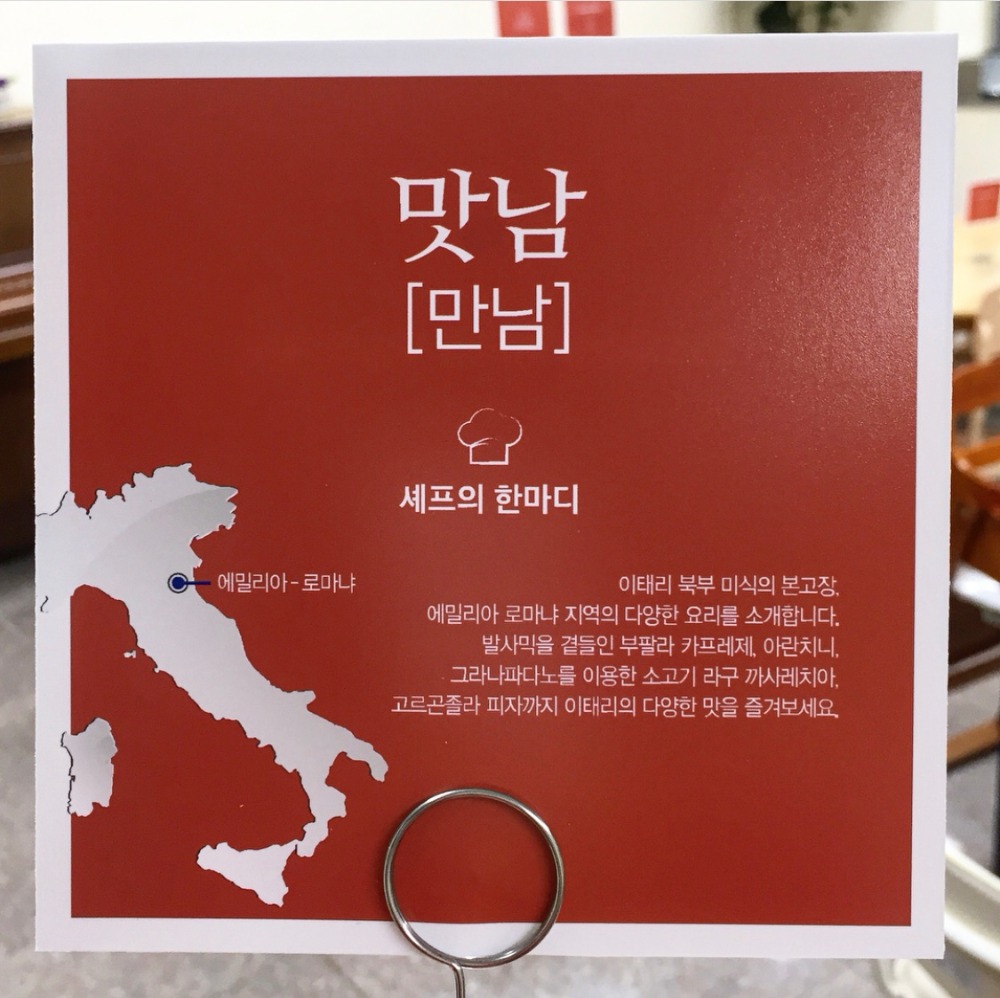 맛남
[만남]
셰프의 한마디
에밀리아-로마냐
이태리 북부 미식의 본고장,
에밀리아 로마냐 지역의 다양한 요리를 소개합니다.
발사믹을 곁들인 부팔라 카프레제, 아란치니,
그라나파다노를 이용한 소고기 라구 까사레치아,
고르곤졸라 피자까지 이태리의 다양한 맛을 즐겨보세요.